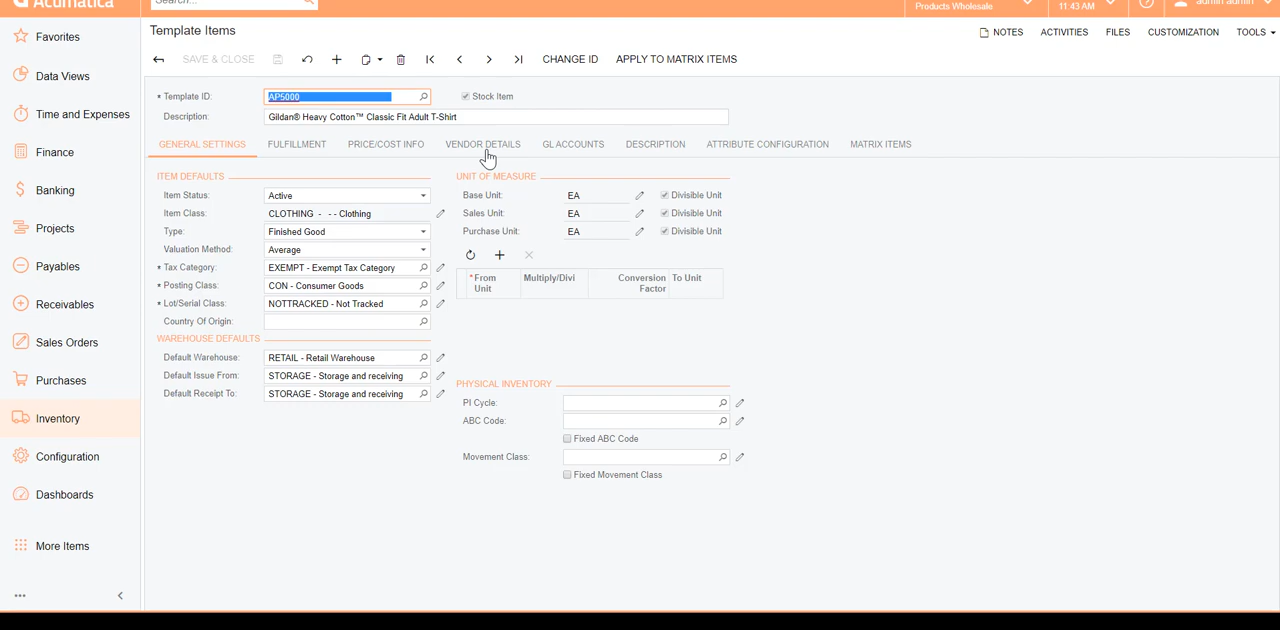 Acumatica
Search...
Products Wholesale
11:43 AM
admin admin
Template Items
NOTES ACTIVITIES FILES CUSTOMIZATION TOOLS
SAVE & CLOSE
CHANGE ID APPLY TO MATRIX ITEMS
Favorites
Data Views
Time and Expenses
Finance
Banking
Projects
Payables
Receivables
Sales Orders
Purchases
Inventory
Configuration
Dashboards
More Items
* Template ID: AP5000
Stock Item
Description: Gildan® Heavy Cotton™ Classic Fit Adult T-Shirt
GENERAL SETTINGS FULFILLMENT PRICE/COST INFO VENDOR DETAILS GL ACCOUNTS DESCRIPTION ATTRIBUTE CONFIGURATION MATRIX ITEMS
ITEM DEFAULTS
Item Status: Active
Item Class: CLOTHING - - - Clothing
Type: Finished Good
Valuation Method: Average
* Tax Category: EXEMPT - Exempt Tax Category
* Posting Class: CON - Consumer Goods
* Lot/Serial Class: NOTTRACKED - Not Tracked
Country Of Origin:
WAREHOUSE DEFAULTS
Default Warehouse: RETAIL - Retail Warehouse
Default Issue From: STORAGE - Storage and receiving
Default Receipt To: STORAGE - Storage and receiving
UNIT OF MEASURE
Base Unit: EA Divisible Unit
Sales Unit: EA Divisible Unit
Purchase Unit: EA Divisible Unit
* From Unit
Multiply/Divi
Conversion Factor
To Unit
PHYSICAL INVENTORY
PI Cycle:
ABC Code:
Fixed ABC Code
Movement Class:
Fixed Movement Class